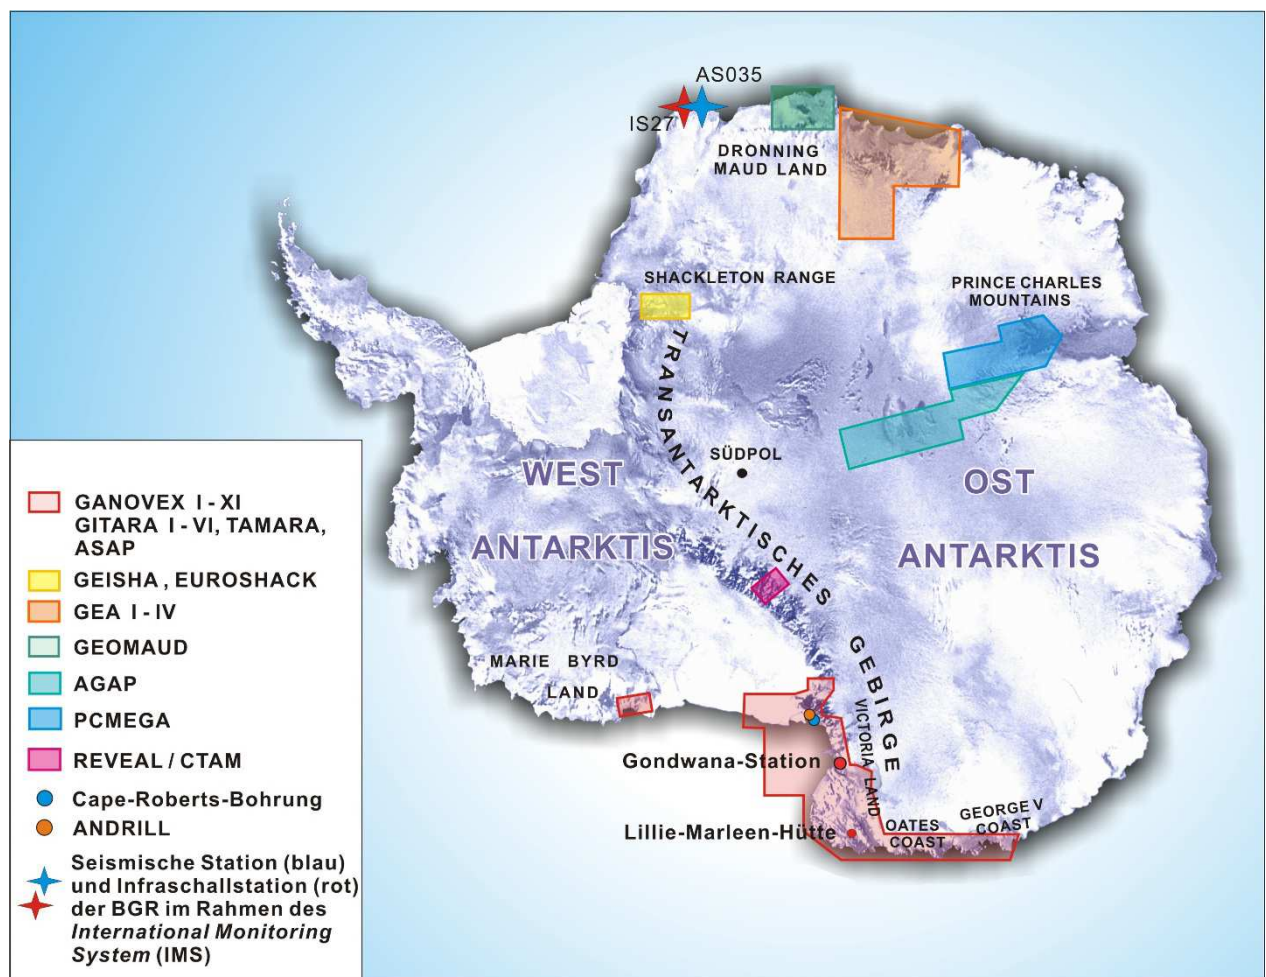 AS035
IS27
DRONNING
MAUD LAND
SHACKLETON RANGE
PRINCE CHARLES
MOUNTAINS
TRANSANTARKTISCHES
GEBIRGE
SÜDPOL
WEST
ANTARKTIS
OST
ANTARKTIS
MARIE BYRD
LAND
VICTORIA LAND
Gondwana-Station
Lillie-Marleen-Hütte
OATES
COAST
GEORGE V
COAST
GANOVEX I - XI
GITARA I - VI, TAMARA,
ASAP
GEISHA, EUROSHACK
GEA I - IV
GEOMAUD
AGAP
PCMEGA
REVEAL / CTAM
Cape-Roberts-Bohrung
ANDRILL
Seismische Station (blau)
und Infraschallstation (rot)
der BGR im Rahmen des
International Monitoring
System (IMS)